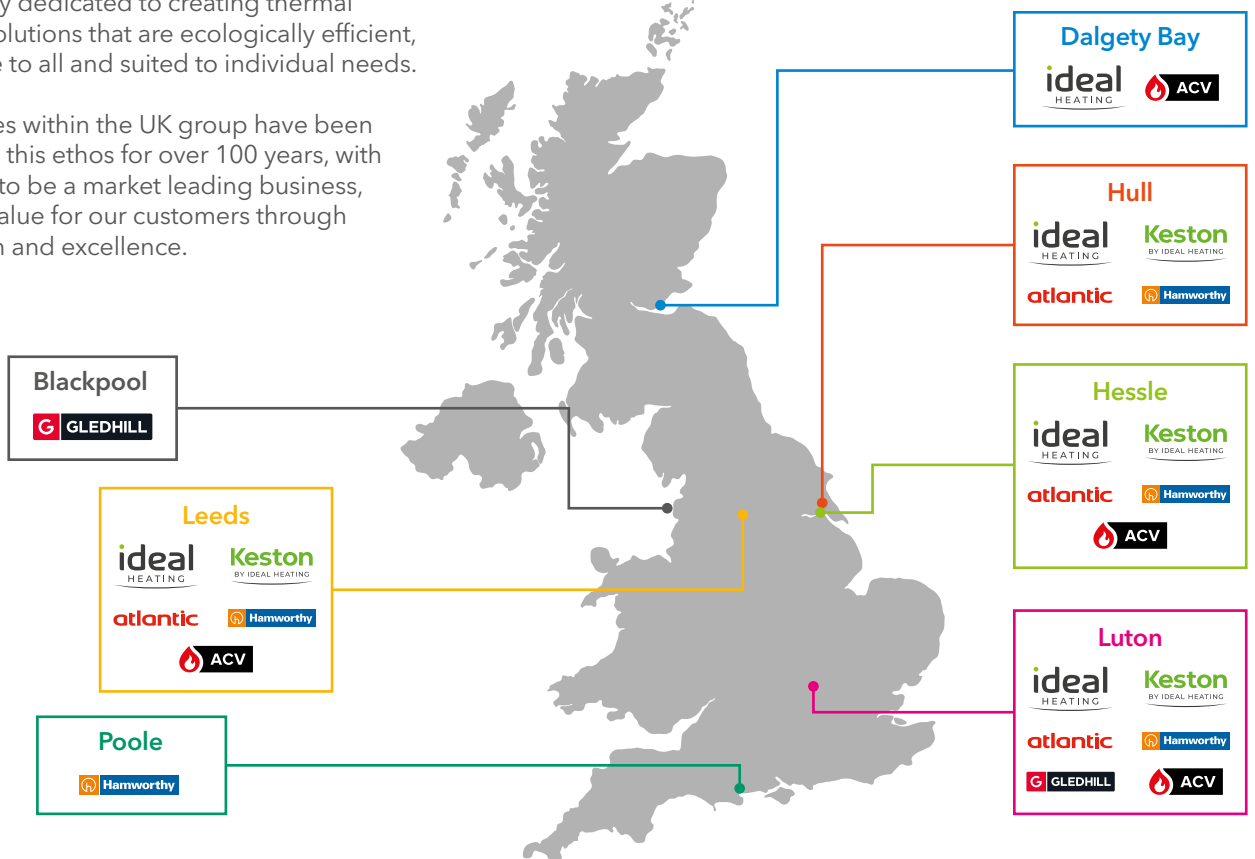 dedicated to creating thermal
that are ecologically efficient,
to all and suited to individual needs.
within the UK group have been
this ethos for over 100 years, with
to be a market leading business,
for our customers through
and excellence.
Dalgety Bay
ideal
HEATING
ACV
Hull
ideal
HEATING
Keston
BY IDEAL HEATING
atlantic
Hamworthy
Blackpool
G GLEDHILL
Hessle
ideal
HEATING
Keston
BY IDEAL HEATING
atlantic
Hamworthy
ACV
Leeds
ideal
HEATING
Keston
BY IDEAL HEATING
atlantic
Hamworthy
ACV
Luton
ideal
HEATING
Keston
BY IDEAL HEATING
atlantic
Hamworthy
G GLEDHILL
ACV
Poole
Hamworthy